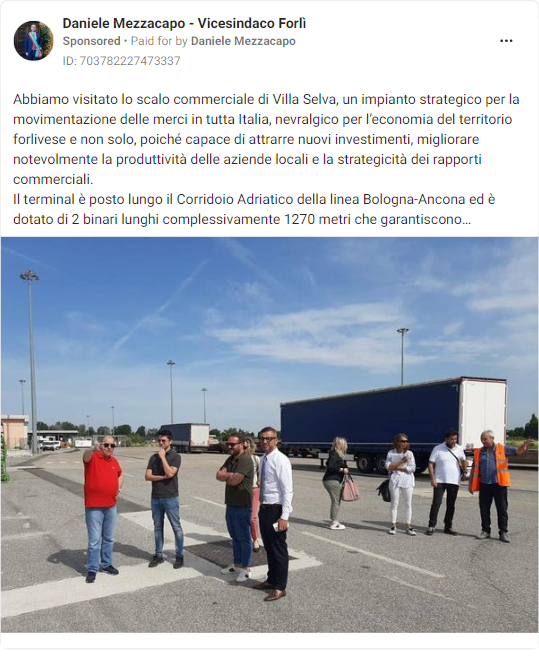 Daniele Mezzacapo - Vicesindaco Forlì
Sponsored • Paid for by Daniele Mezzacapo
ID: 703782227473337
Abbiamo visitato lo scalo commerciale di Villa Selva, un impianto strategico per la
movimentazione delle merci in tutta Italia, nevralgico per l'economia del territorio
forlivese e non solo, poiché capace di attrarre nuovi investimenti, migliorare
notevolmente la produttività delle aziende locali e la strategicità dei rapporti
commerciali.
Il terminal è posto lungo il Corridoio Adriatico della linea Bologna-Ancona ed è
dotato di 2 binari lunghi complessivamente 1270 metri che garantiscono…